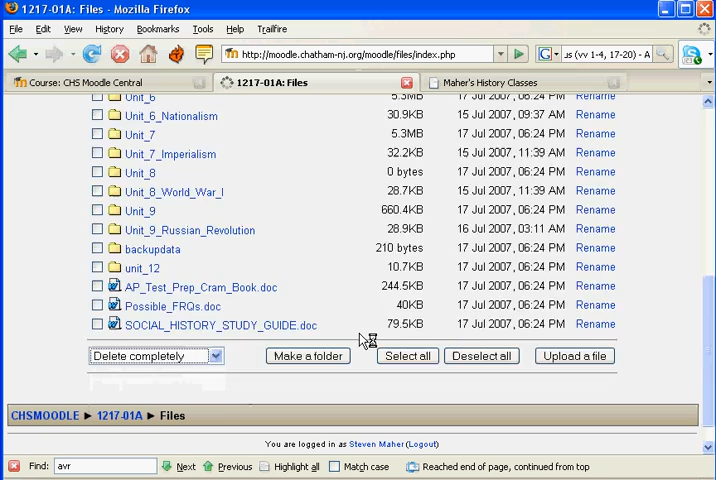 1217-01A: Files - Mozilla Firefox
File Edit View History Bookmarks Tools Help Trailfire
http://moodle.chatham-nj.org/moodle/files/index.php
us (vv 1-4, 17-20) - A
Course: CHS Moodle Central 1217-01A: Files Maher's History Classes
Unit_6 5.3MB 17 Jul 2007, 06:24 PM Rename
Unit_6_Nationalism 30.9KB 15 Jul 2007, 09:37 AM Rename
Unit_7 5.3MB 17 Jul 2007, 06:24 PM Rename
Unit_7_Imperialism 32.2KB 15 Jul 2007, 11:39 AM Rename
Unit_8 0 bytes 17 Jul 2007, 06:24 PM Rename
Unit_8_World_War_I 28.7KB 15 Jul 2007, 11:39 AM Rename
Unit_9 660.4KB 17 Jul 2007, 06:24 PM Rename
Unit_9_Russian_Revolution 28.9KB 16 Jul 2007, 03:11 AM Rename
backupdata 210 bytes 17 Jul 2007, 06:24 PM Rename
unit_12 10.7KB 17 Jul 2007, 06:24 PM Rename
AP_Test_Prep_Cram_Book.doc 244.5KB 17 Jul 2007, 06:24 PM Rename
Possible_FRQs.doc 40KB 17 Jul 2007, 06:24 PM Rename
SOCIAL_HISTORY_STUDY_GUIDE.doc 79.5KB 17 Jul 2007, 06:24 PM Rename
Delete completely Make a folder Select all Deselect all Upload a file
CHSMOODLE ► 1217-01A ► Files
You are logged in as Steven Maher (Logout)
Find: avr Next Previous Highlight all Match case Reached end of page, continued from top